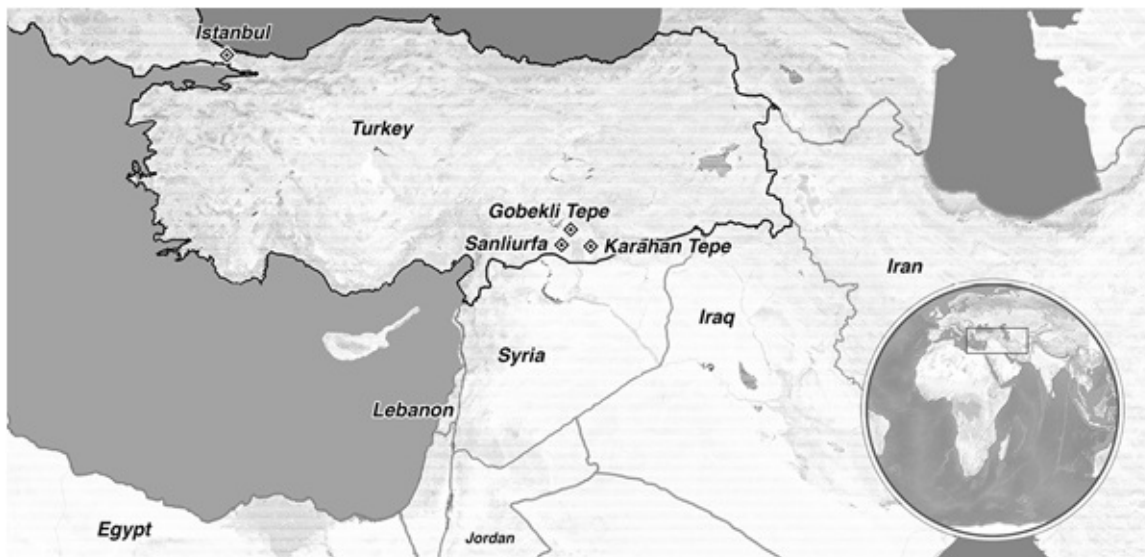 Istanbul
Turkey
Gobekli Tepe
Sanliurfa
Karahan Tepe
Iran
Iraq
Syria
Lebanon
Egypt
Jordan